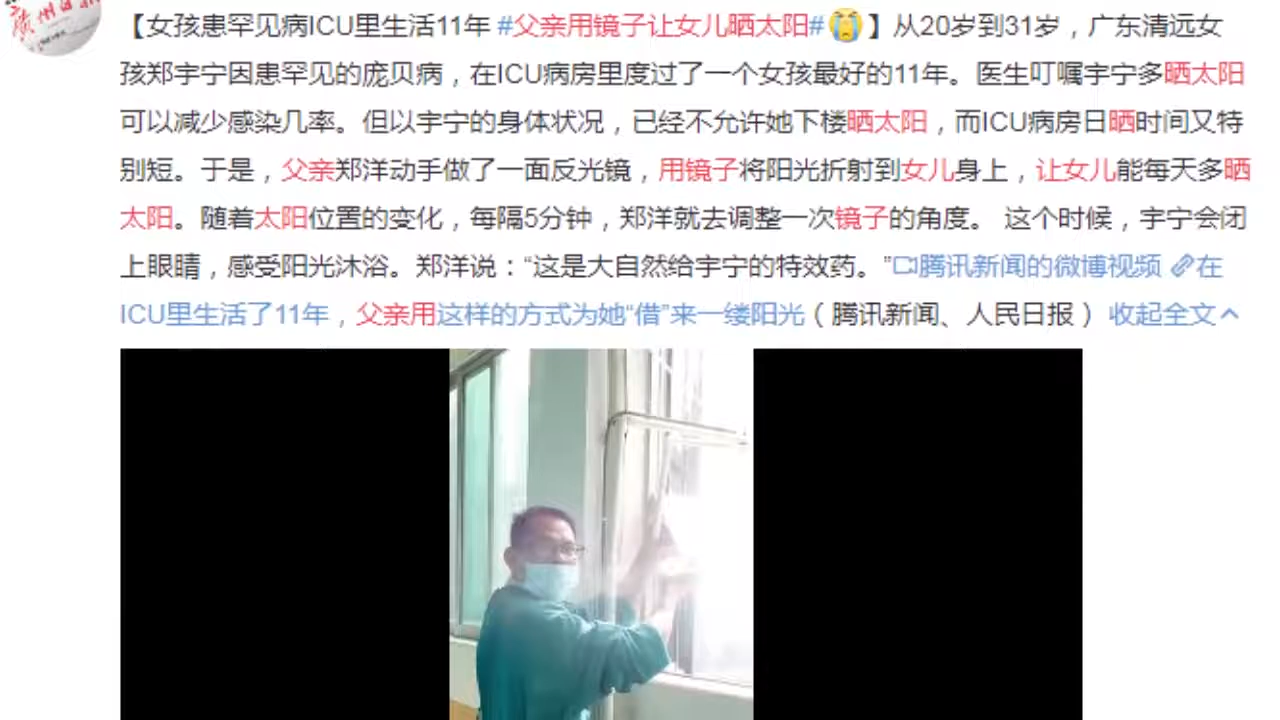 【女孩患罕见病ICU里生活11年 #父亲用镜子让女儿晒太阳#😭】从20岁到31岁，广东清远女
孩郑宇宁因患罕见的庞贝病，在ICU病房里度过了一个女孩最好的11年。医生叮嘱宇宁多晒太阳
可以减少感染几率。但以宇宁的身体状况，已经不允许她下楼晒太阳，而ICU病房日晒时间又特
别短。于是，父亲郑洋动手做了一面反光镜，用镜子将阳光折射到女儿身上，让女儿能每天多晒
太阳。随着太阳位置的变化，每隔5分钟，郑洋就去调整一次镜子的角度。 这个时候，宇宁会闭
上眼睛，感受阳光沐浴。郑洋说：“这是大自然给宇宁的特效药。”腾讯新闻的微博视频 在
ICU里生活了11年，父亲用这样的方式为她“借”来一缕阳光（腾讯新闻、人民日报） 收起全文